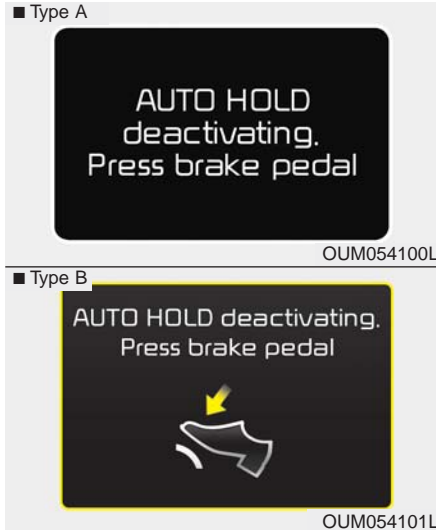 ■ Type A
AUTO HOLD
deactivating.
Press brake pedal
OUM054100L
■ Type B
AUTO HOLD deactivating.
Press brake pedal
OUM054101L